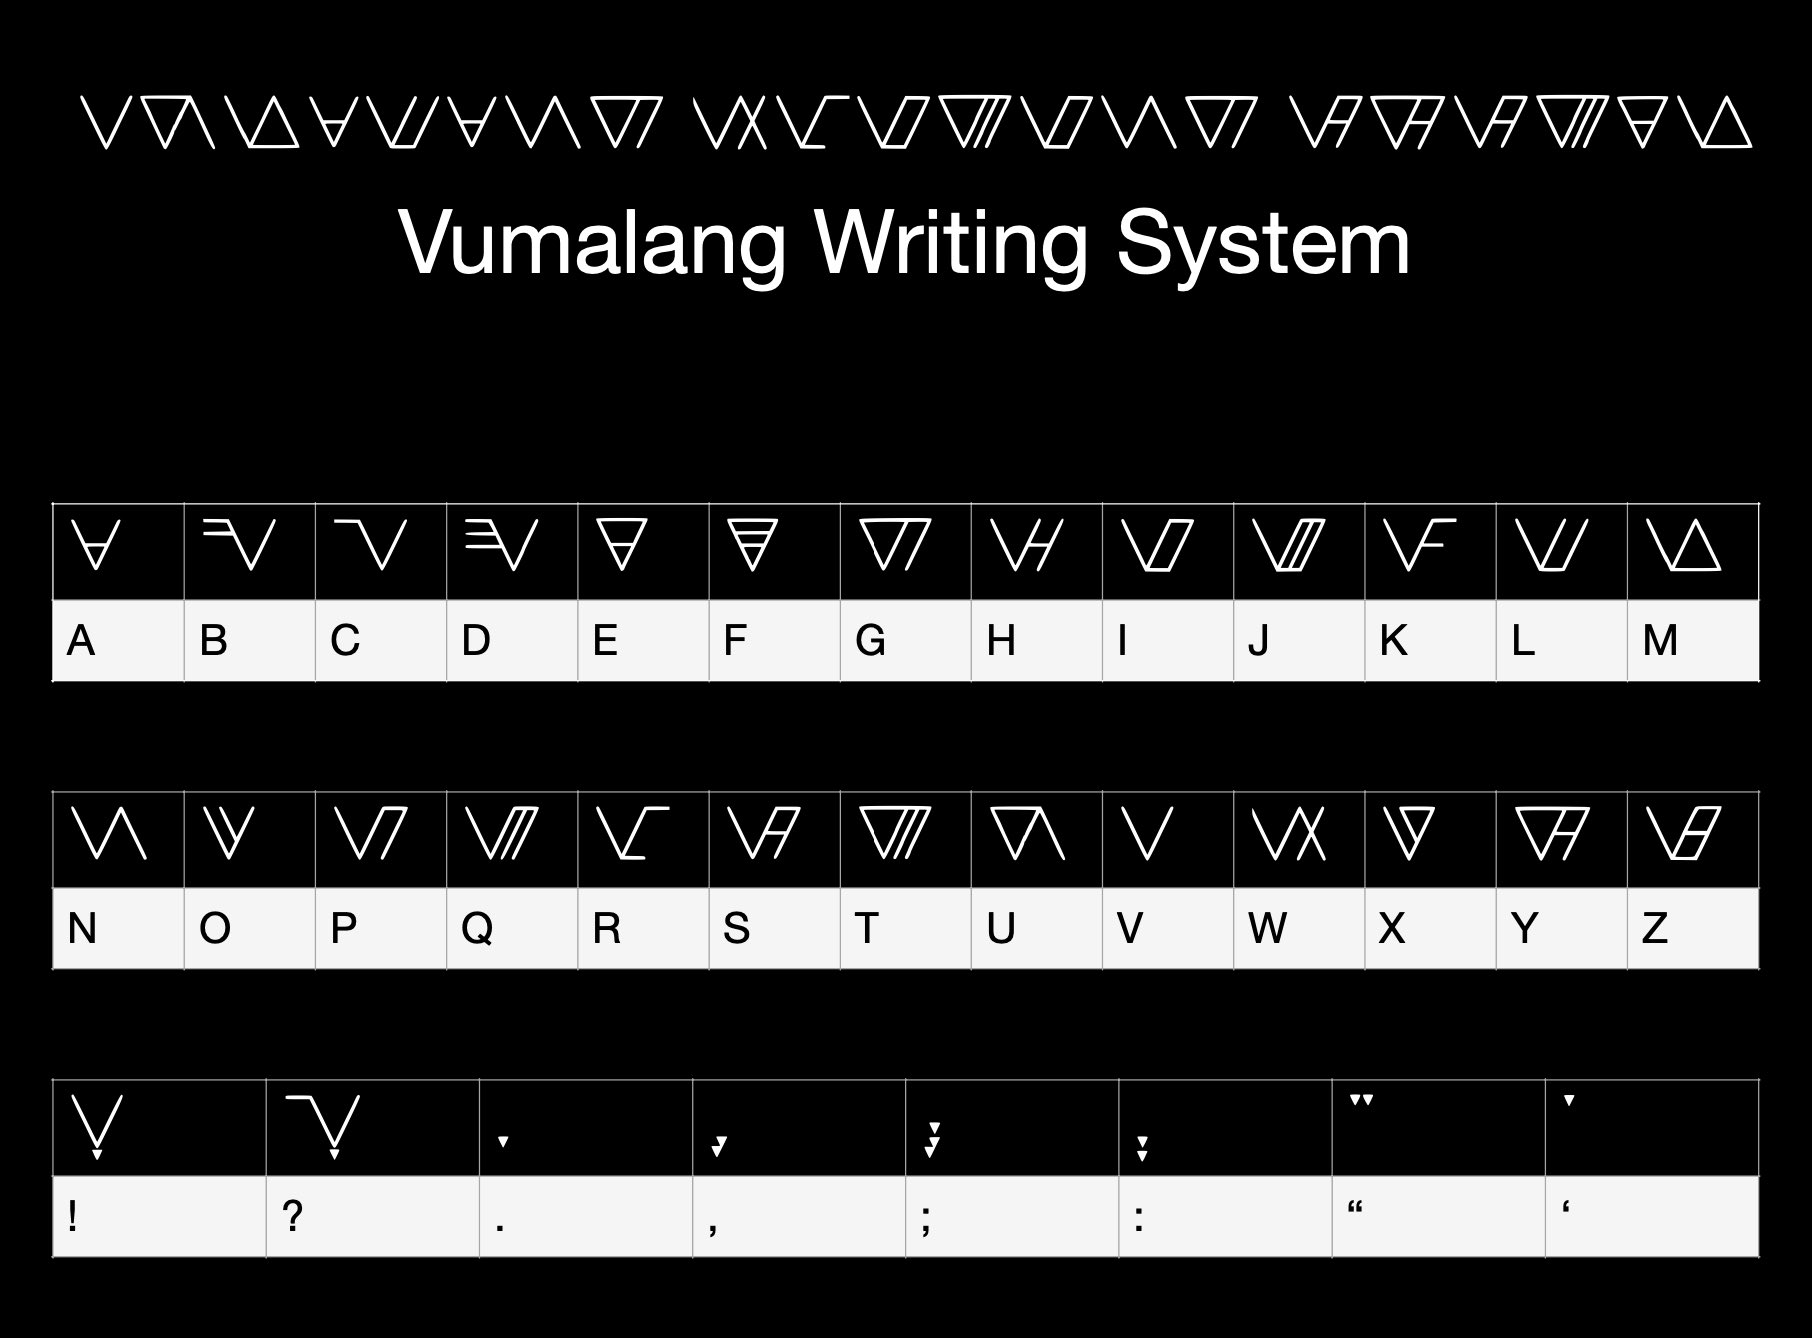 Vumalang Writing System
A B C D E F G H I J K L M
N O P Q R S T U V W X Y Z
! ? . , ; : “ ‘